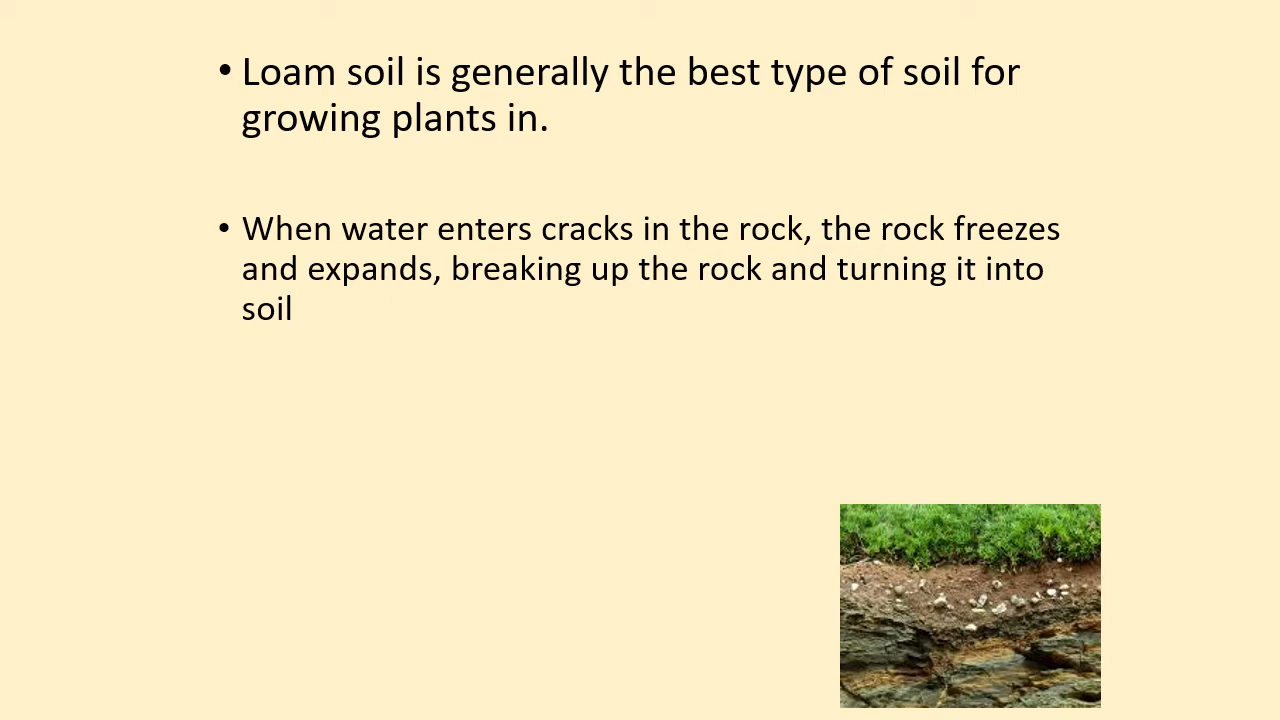 • Loam soil is generally the best type of soil for
growing plants in.
• When water enters cracks in the rock, the rock freezes
and expands, breaking up the rock and turning it into
soil